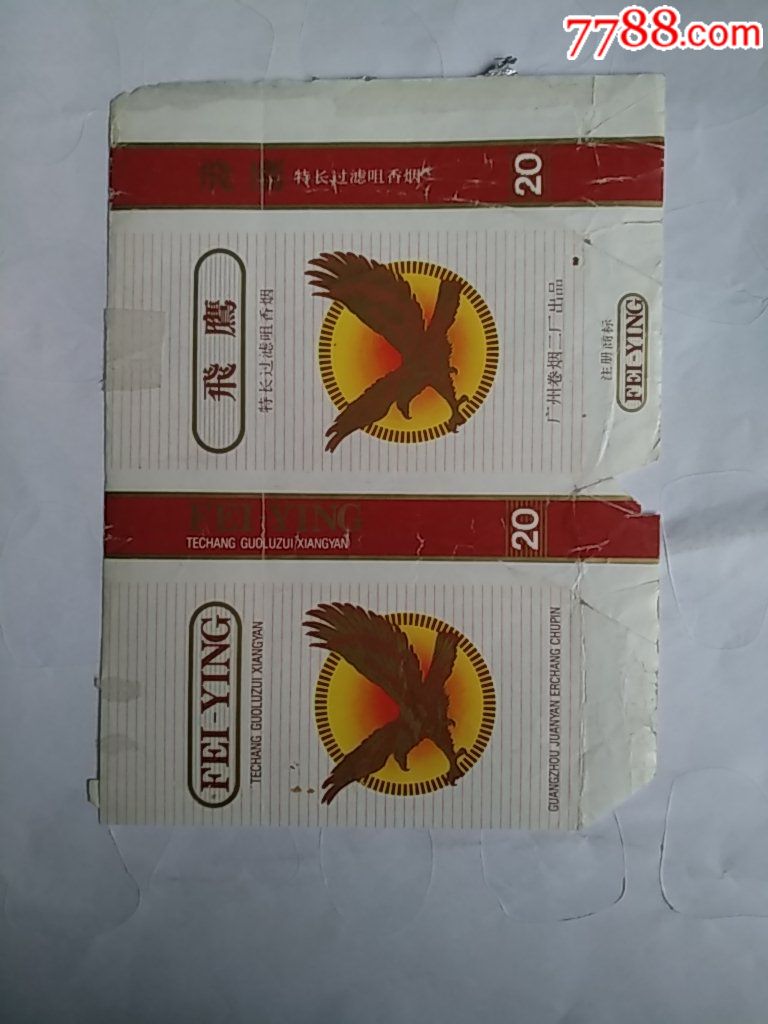 7788.com
特长过滤咀香烟
20
飛鷹
特长过滤咀香烟
广州卷烟二厂出品
注册商标
FEI-YING
FEI YING
TECHANG GUOLUZUI XIANGYAN
20
FEI-YING
TECHANG GUOLUZUI XIANGYAN
GUANGZHOU JUANYAN ERCHANG CHUPIN